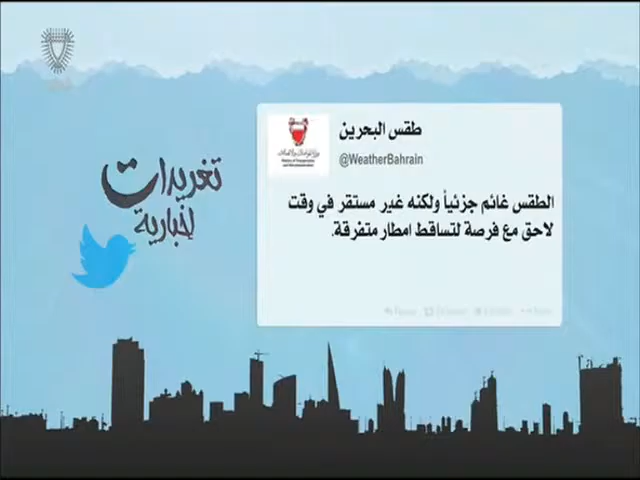 طقس البحرين
@WeatherBahrain
الطقس غائم جزئياً ولكنه غير مستقر في وقت
لاحق مع فرصة لتساقط امطار متفرقة.
تغريدات
إخبارية